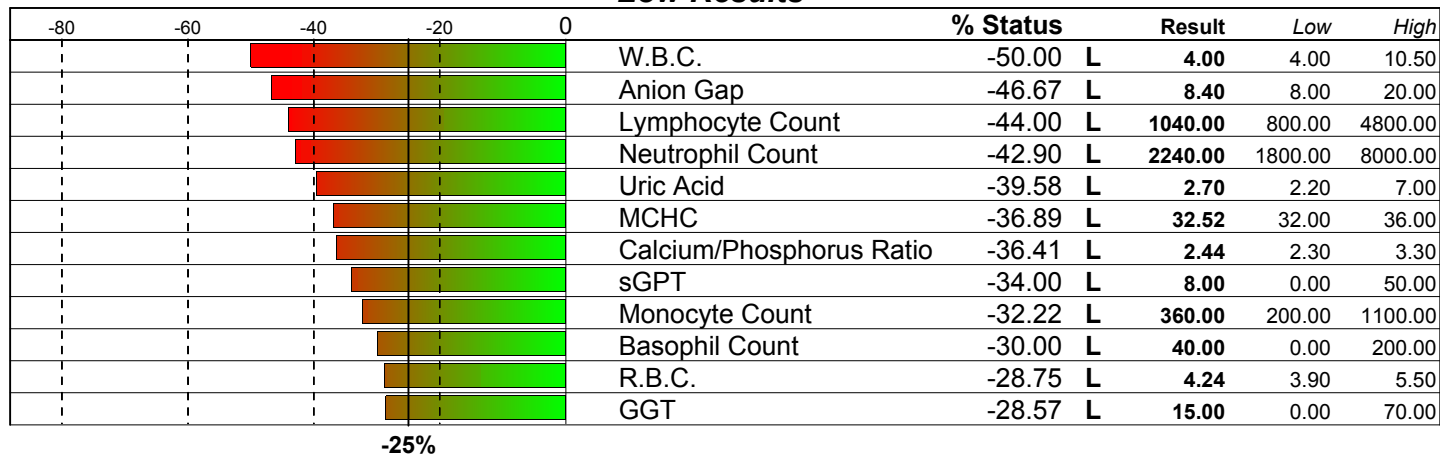 -80 -60 -40 -20 0 % Status Result Low High
W.B.C. -50.00 L 4.00 4.00 10.50
Anion Gap -46.67 L 8.40 8.00 20.00
Lymphocyte Count -44.00 L 1040.00 800.00 4800.00
Neutrophil Count -42.90 L 2240.00 1800.00 8000.00
Uric Acid -39.58 L 2.70 2.20 7.00
MCHC -36.89 L 32.52 32.00 36.00
Calcium/Phosphorus Ratio -36.41 L 2.44 2.30 3.30
sGPT -34.00 L 8.00 0.00 50.00
Monocyte Count -32.22 L 360.00 200.00 1100.00
Basophil Count -30.00 L 40.00 0.00 200.00
R.B.C. -28.75 L 4.24 3.90 5.50
GGT -28.57 L 15.00 0.00 70.00
-25%